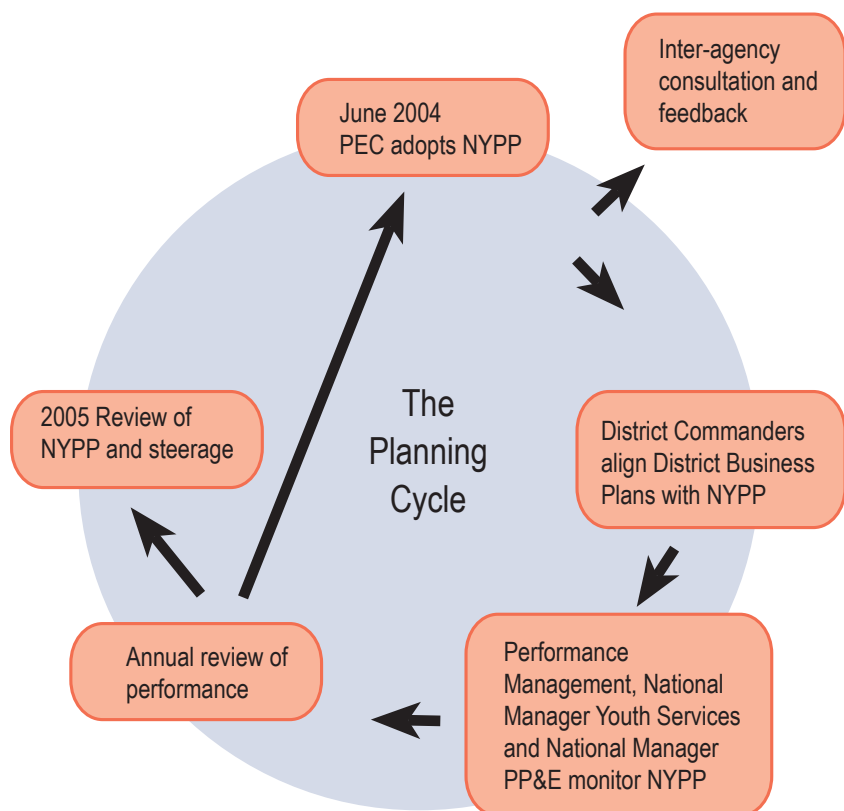 June 2004
PEC adopts NYPP
Inter-agency
consultation and
feedback
The
Planning
Cycle
2005 Review of
NYPP and steerage
District Commanders
align District Business
Plans with NYPP
Annual review of
performance
Performance
Management, National
Manager Youth Services
and National Manager
PP&E monitor NYPP